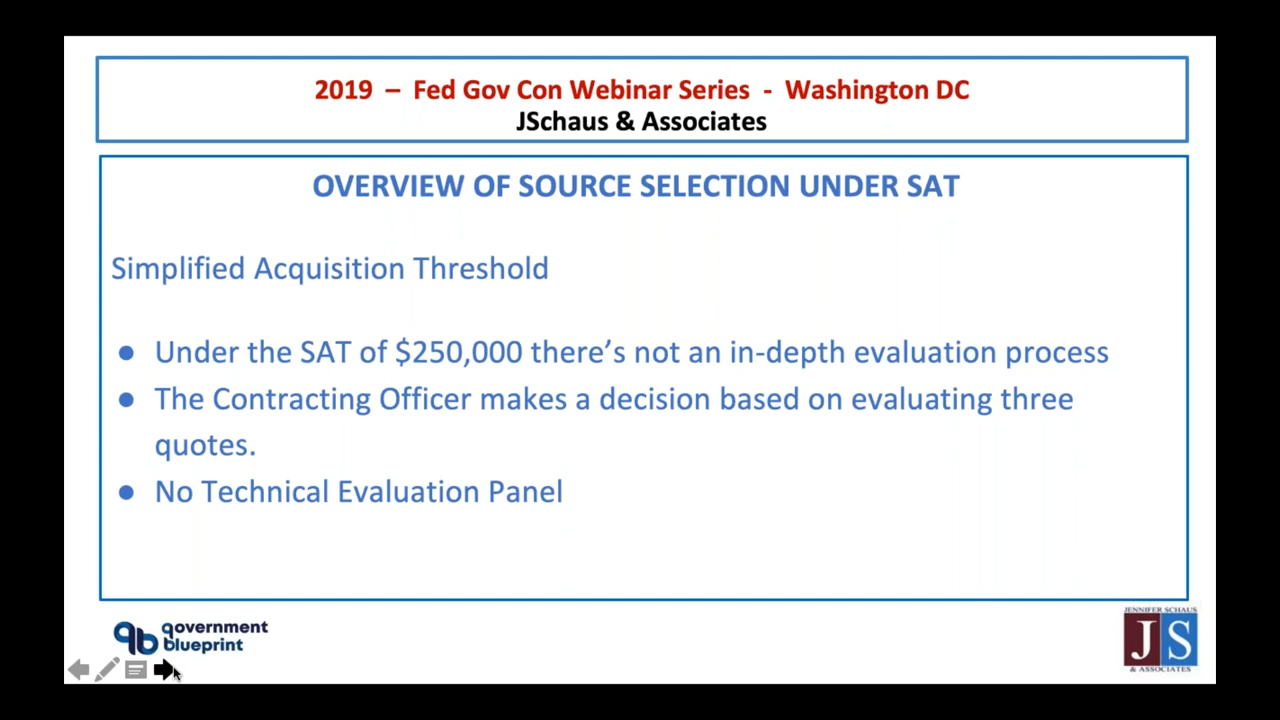 2019 – Fed Gov Con Webinar Series - Washington DC
JSchaus & Associates
OVERVIEW OF SOURCE SELECTION UNDER SAT
Simplified Acquisition Threshold
● Under the SAT of $250,000 there’s not an in-depth evaluation process
● The Contracting Officer makes a decision based on evaluating three
quotes.
● No Technical Evaluation Panel
gb government
blueprint
JENNIFER SCHAUS
JS
& ASSOCIATES